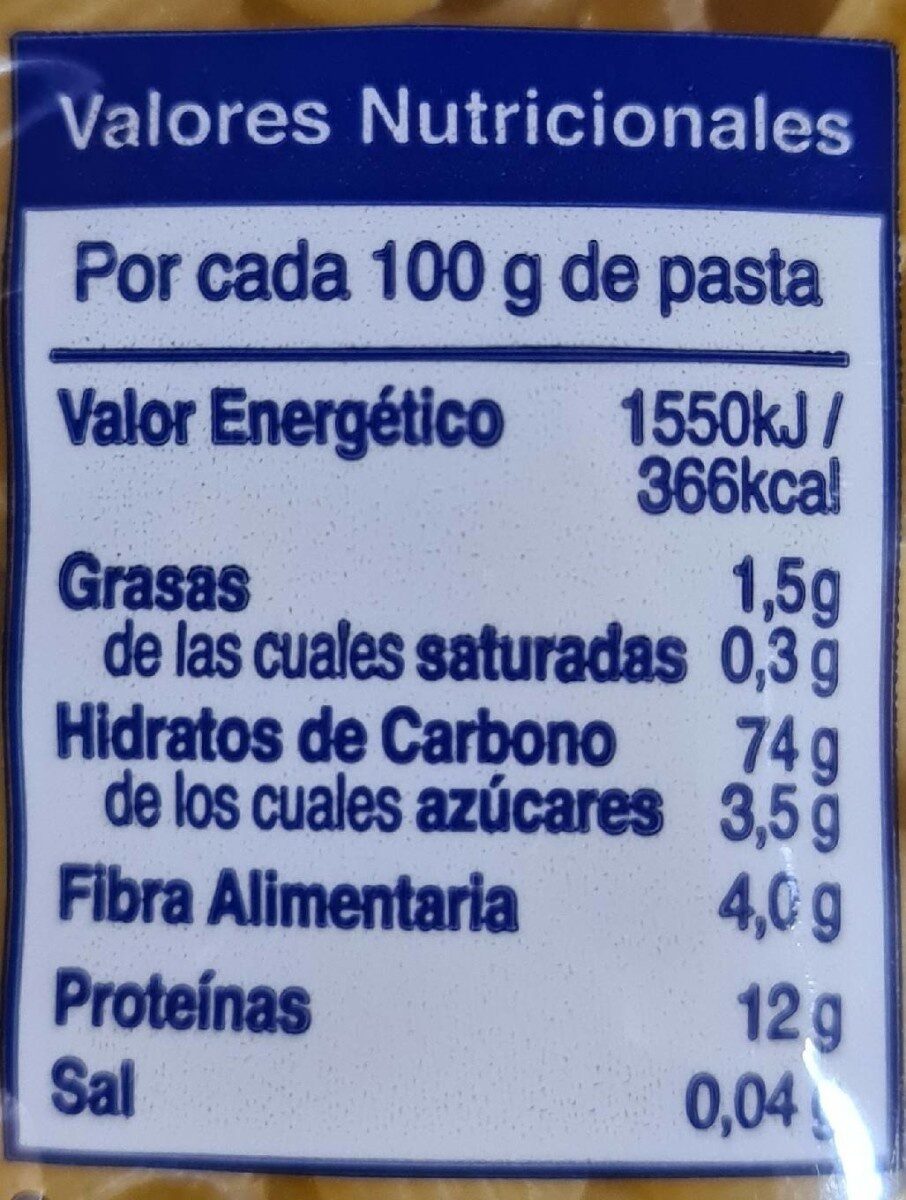 Valores Nutricionales
Por cada 100 g de pasta
Valor Energético 1550kJ /
366kcal
Grasas 1,5g
de las cuales saturadas 0,3 g
Hidratos de Carbono 74 g
de los cuales azúcares 3,5 g
Fibra Alimentaria 4,0 g
Proteínas 12 g
Sal 0,04 g